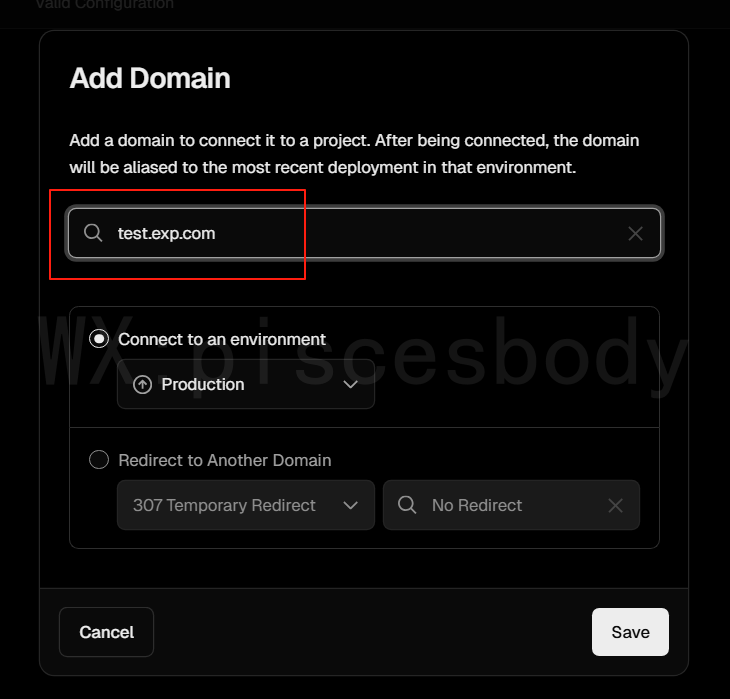 Valid Configuration
Add Domain
Add a domain to connect it to a project. After being connected, the domain
will be aliased to the most recent deployment in that environment.
test.exp.com
Connect to an environment
WX.piscesbody
Production
Redirect to Another Domain
307 Temporary Redirect
No Redirect
Cancel
Save